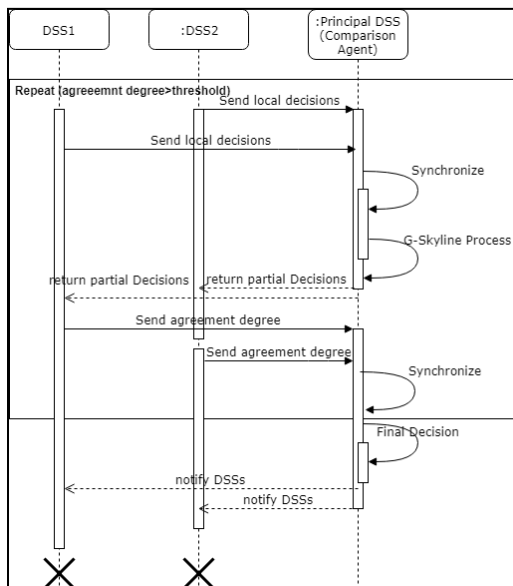 DSS1
:DSS2
:Principal DSS
(Comparison
Agent)
Repeat (agreeemnt degree>threshold)
Send local decisions
Send local decisions
Synchronize
G-Skyline Process
return partial Decisions
return partial Decisions
Send agreement degree
Send agreement degree
Synchronize
Final Decision
notify DSSs
notify DSSs